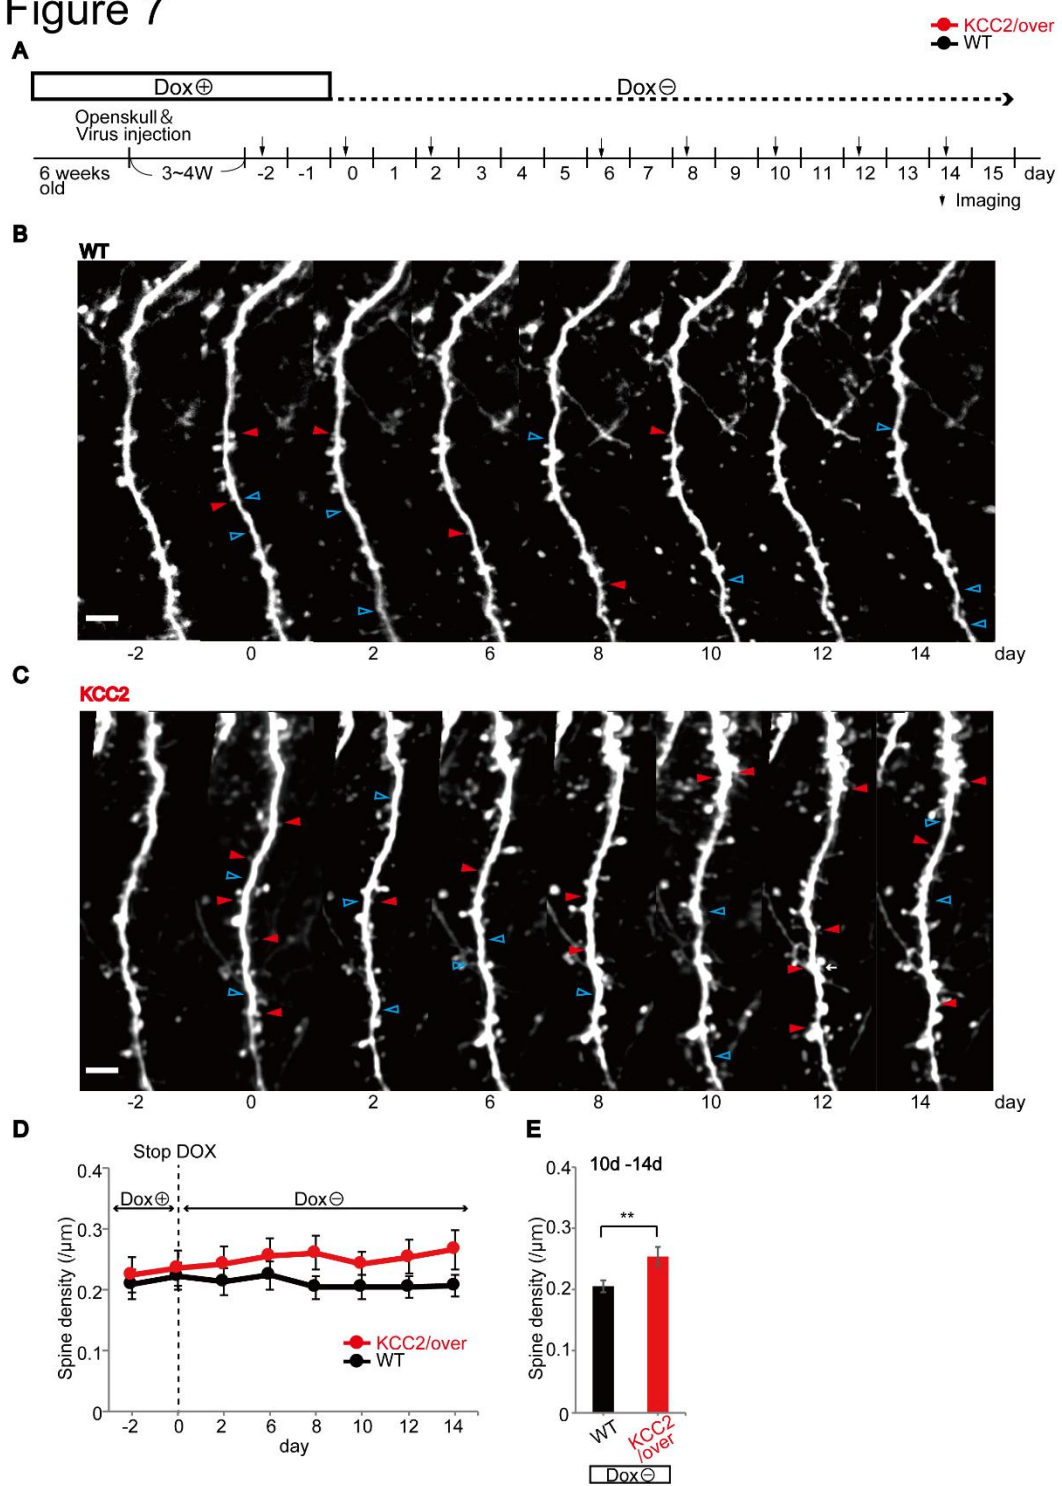 Figure 7
KCC2/over
WT
A
Dox⊕
Dox⊖
Openskull &
Virus injection
6 weeks
old
3~4W
-2 -1 0 1 2 3 4 5 6 7 8 9 10 11 12 13 14 15 day
Imaging
B
WT
-2 0 2 6 8 10 12 14 day
C
KCC2
-2 0 2 6 8 10 12 14 day
D
Stop DOX
Dox⊕
Dox⊖
Spine density (/μm)
0.4
0.3
0.2
0.1
0
KCC2/over
WT
-2 0 2 6 8 10 12 14
day
E
10d -14d
**
Spine density (/μm)
0.4
0.3
0.2
0.1
0
WT
KCC2
/over
Dox⊖